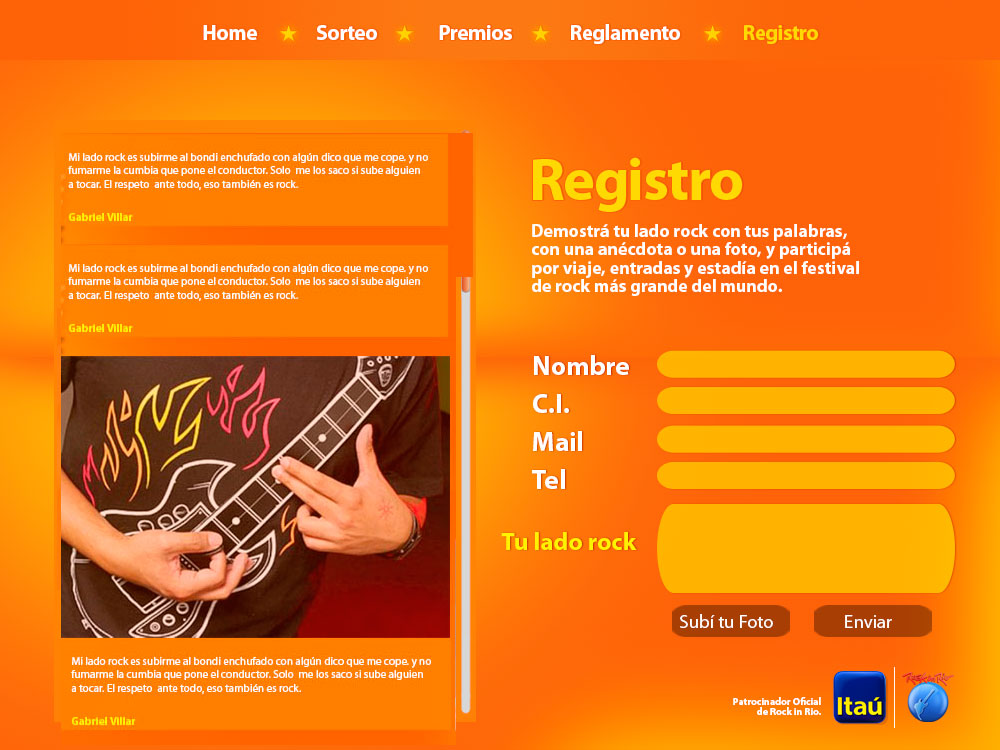 Home Sorteo Premios Reglamento Registro
Mi lado rock es subirme al bondi enchufado con algún dico que me cope. y no
fumarme la cumbia que pone el conductor. Solo me los saco si sube alguien
a tocar. El respeto ante todo, eso también es rock.
Gabriel Villar
Mi lado rock es subirme al bondi enchufado con algún dico que me cope. y no
fumarme la cumbia que pone el conductor. Solo me los saco si sube alguien
a tocar. El respeto ante todo, eso también es rock.
Gabriel Villar
Mi lado rock es subirme al bondi enchufado con algún dico que me cope. y no
fumarme la cumbia que pone el conductor. Solo me los saco si sube alguien
a tocar. El respeto ante todo, eso también es rock.
Gabriel Villar
Registro
Demostrá tu lado rock con tus palabras,
con una anécdota o una foto, y participá
por viaje, entradas y estadía en el festival
de rock más grande del mundo.
Nombre
C.I.
Mail
Tel
Tu lado rock
Subí tu Foto
Enviar
Patrocinador Oficial
de Rock in Rio.
Itaú
Rock in Rio